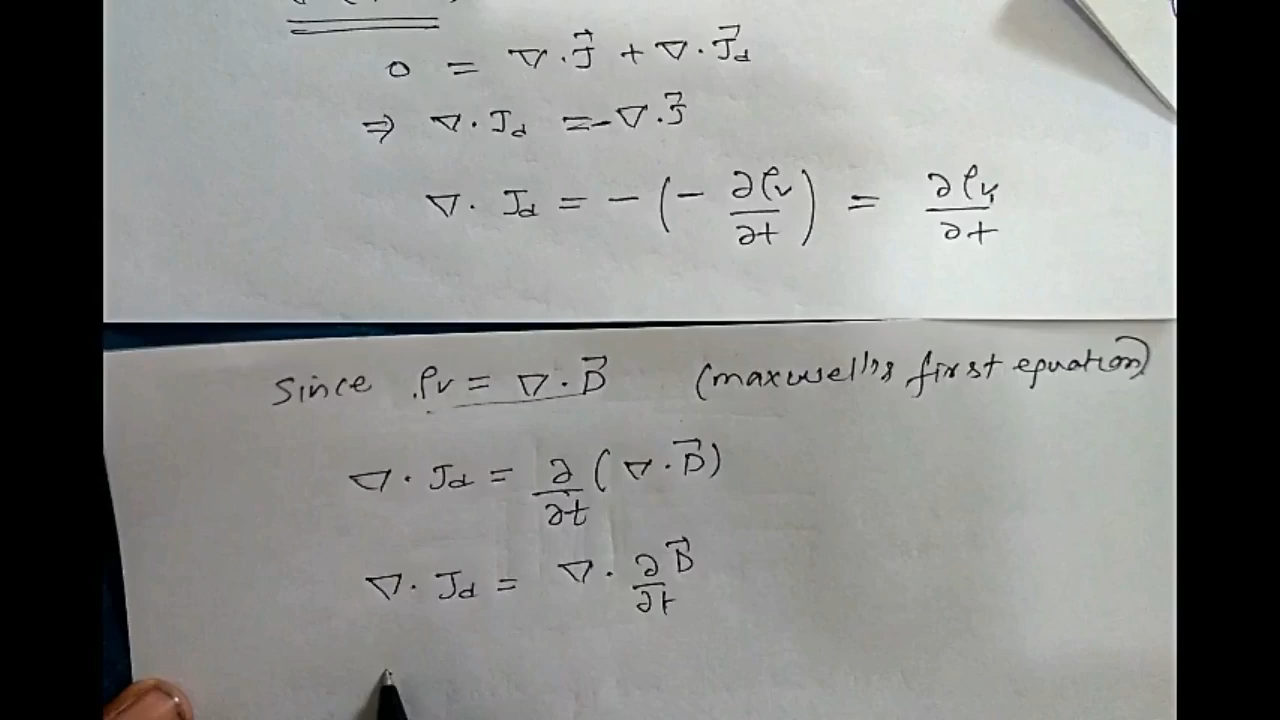 0 = ∇.J⃗ + ∇.J⃗d
⇒ ∇.Jd = -∇.J⃗
∇. Jd = -(- ∂ρv/∂t) = ∂ρv/∂t
Since ρv = ∇.D⃗ (maxwell's first equation)
∇. Jd = ∂/∂t (∇.D⃗)
∇. Jd = ∇. ∂D⃗/∂t